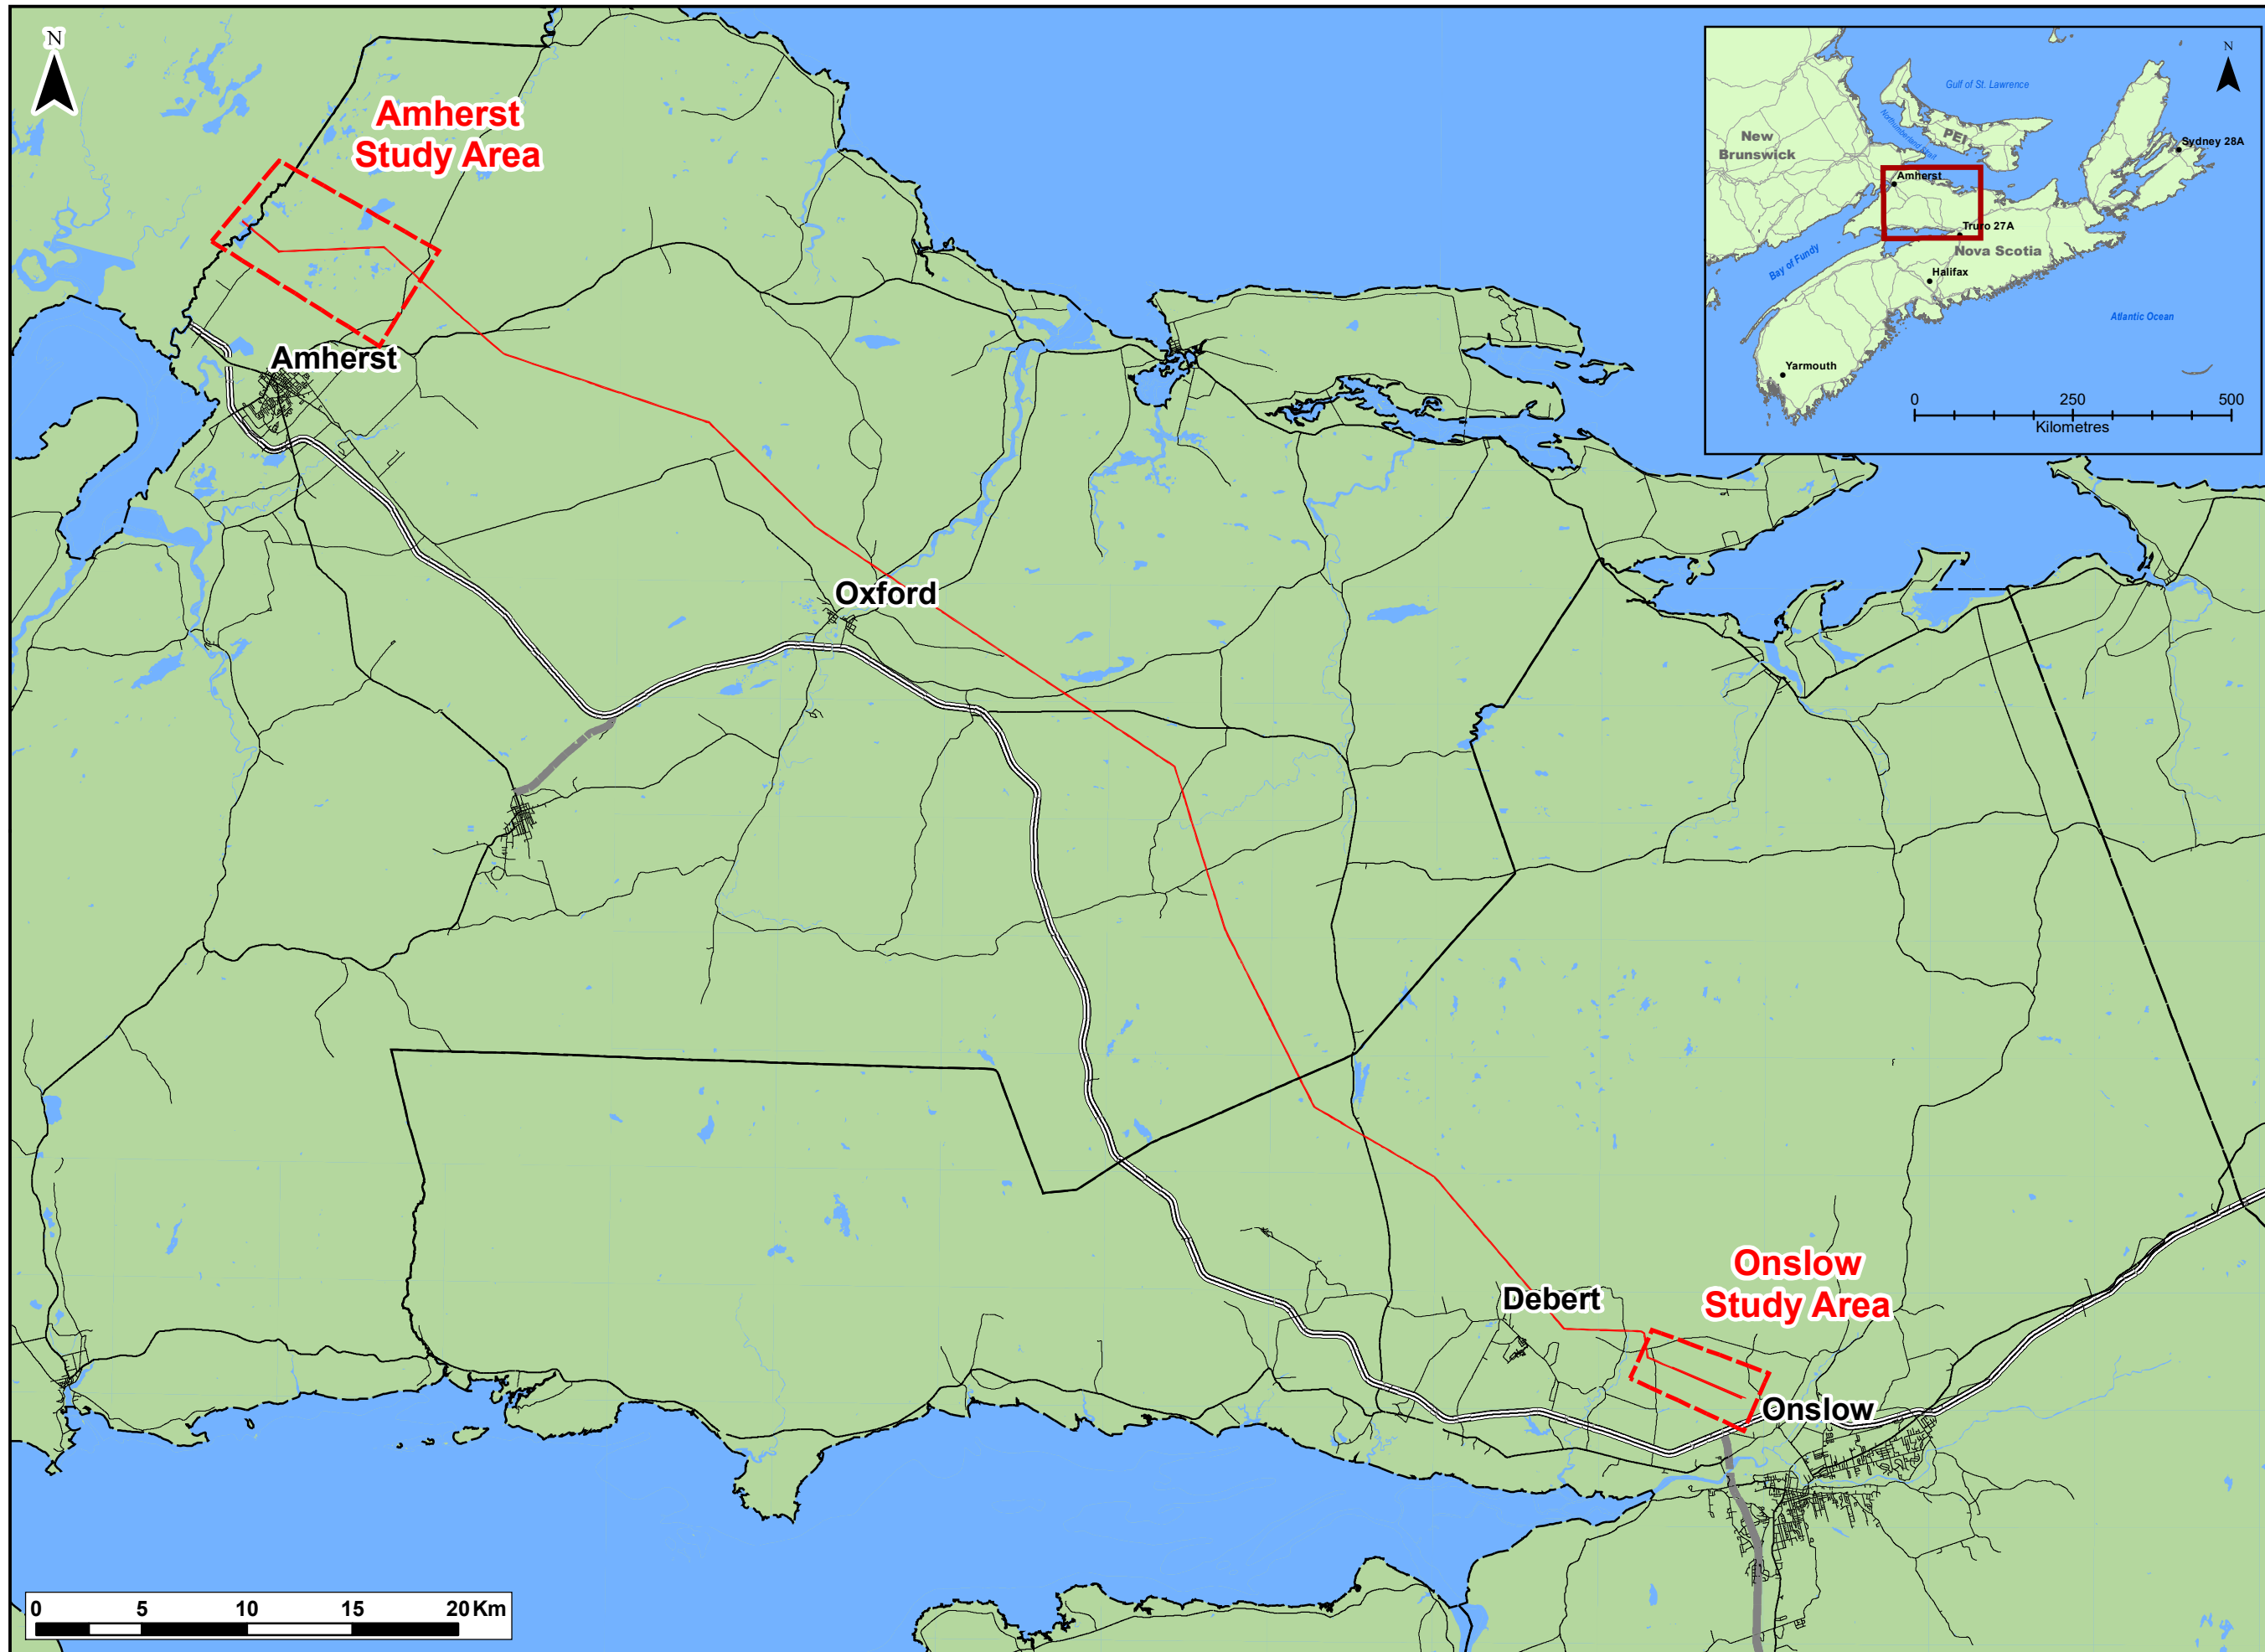 N
Amherst
Study Area
Amherst
Oxford
Debert
Onslow
Study Area
Onslow
0 5 10 15 20 Km
N
Gulf of St. Lawrence
New
Brunswick
Northumberland Strait
PEI
Sydney 28A
Amherst
Truro 27A
Nova Scotia
Bay of Fundy
Halifax
Atlantic Ocean
Yarmouth
0 250 500
Kilometres